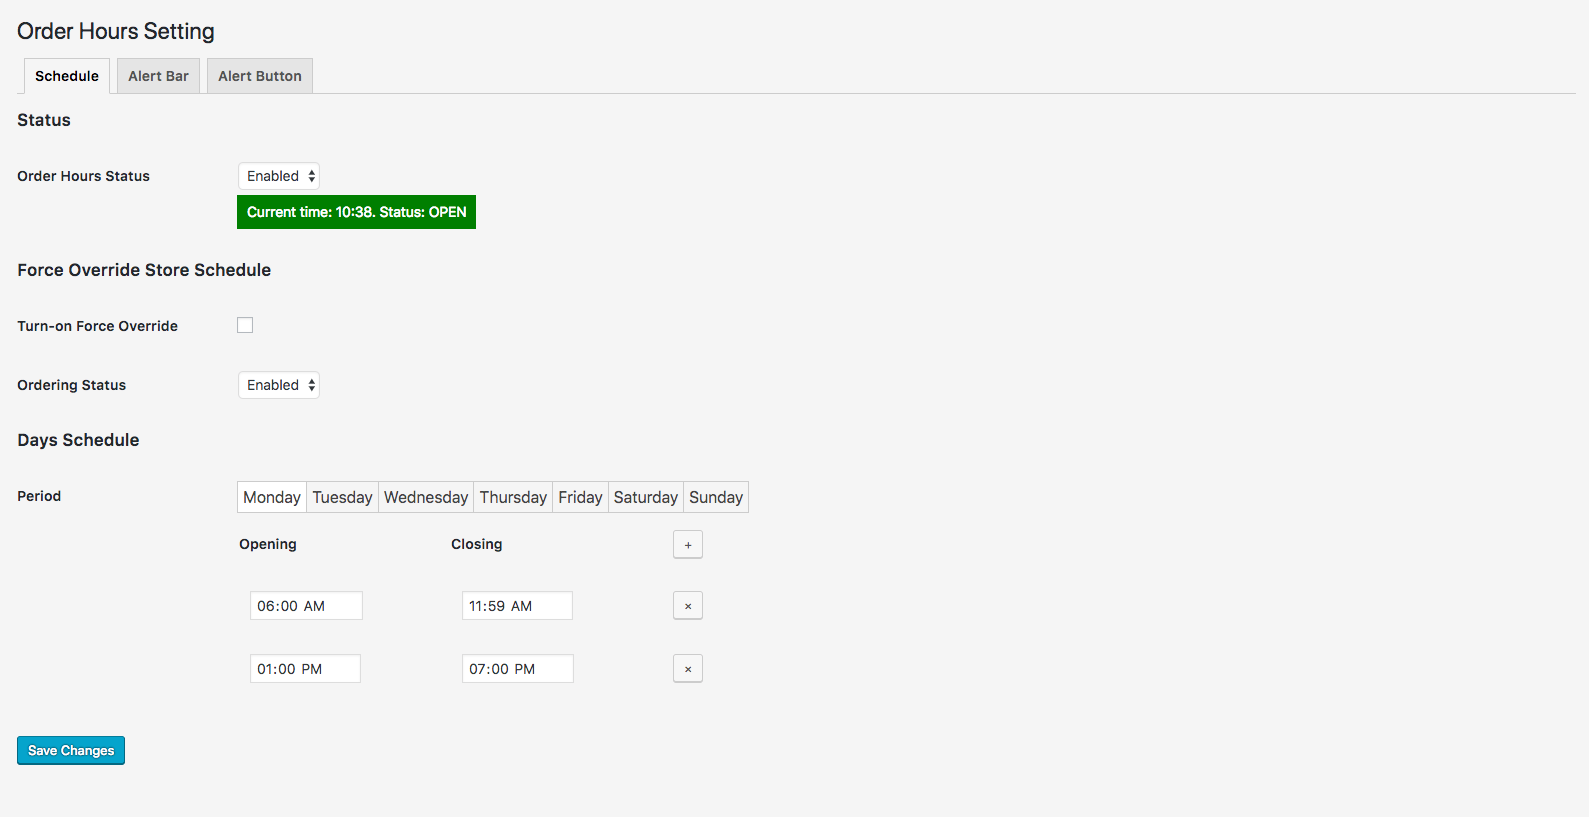 Order Hours Setting
Schedule Alert Bar Alert Button
Status
Order Hours Status Enabled
Current time: 10:38. Status: OPEN
Force Override Store Schedule
Turn-on Force Override
Ordering Status Enabled
Days Schedule
Period Monday Tuesday Wednesday Thursday Friday Saturday Sunday
Opening Closing +
06:00 AM 11:59 AM ×
01:00 PM 07:00 PM ×
Save Changes